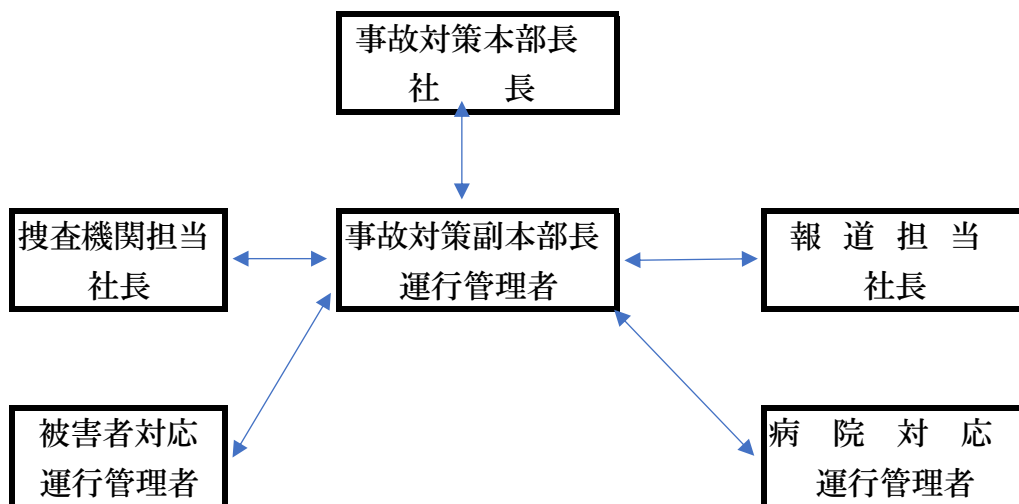 事故対策本部長
社　　長
捜査機関担当
社長
事故対策副本部長
運行管理者
報　道　担　当
社長
被害者対応
運行管理者
病　院　対　応
運行管理者